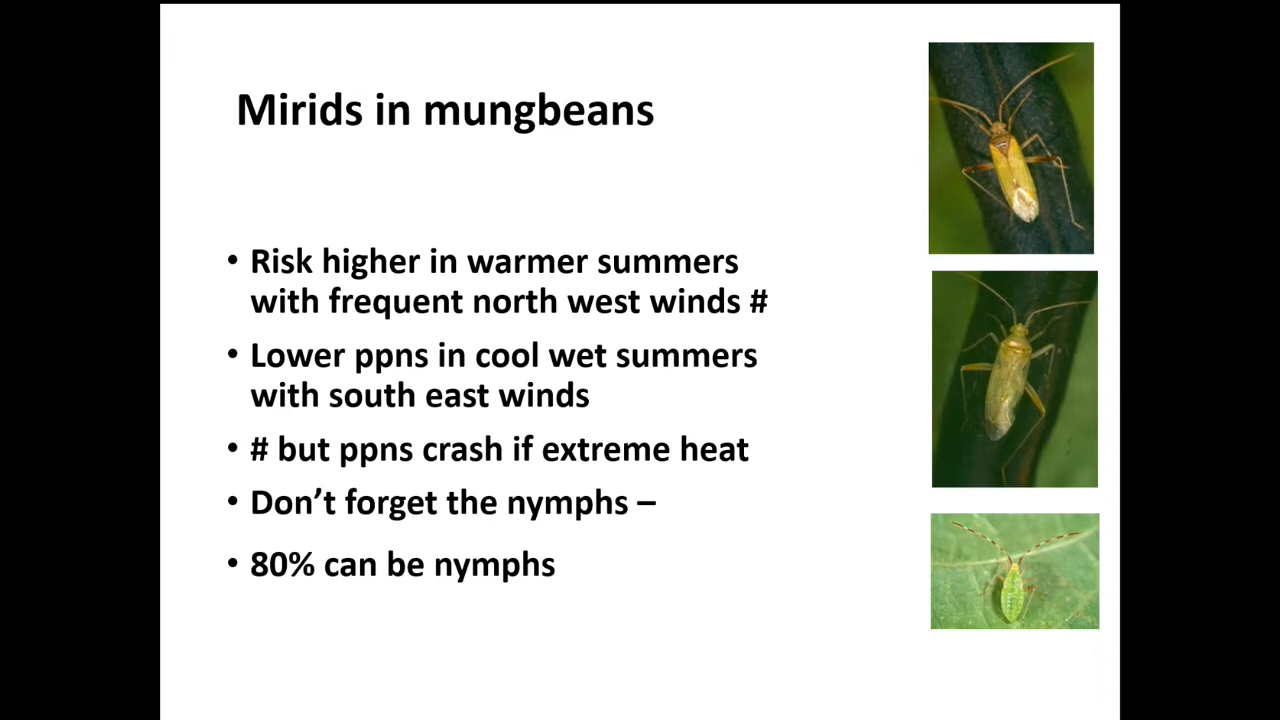 Mirids in mungbeans
• Risk higher in warmer summers
with frequent north west winds #
• Lower ppns in cool wet summers
with south east winds
• # but ppns crash if extreme heat
• Don’t forget the nymphs –
• 80% can be nymphs